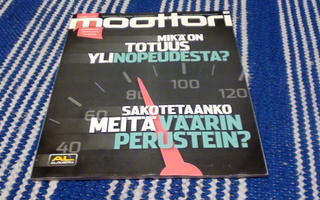 moottori
MIKÄ ON
TOTUUS
YLINOPEUDESTA?
80
100
60
120
SAKOTETAANKO
MEITÄ VÄÄRIN
PERUSTEIN?
40
AL